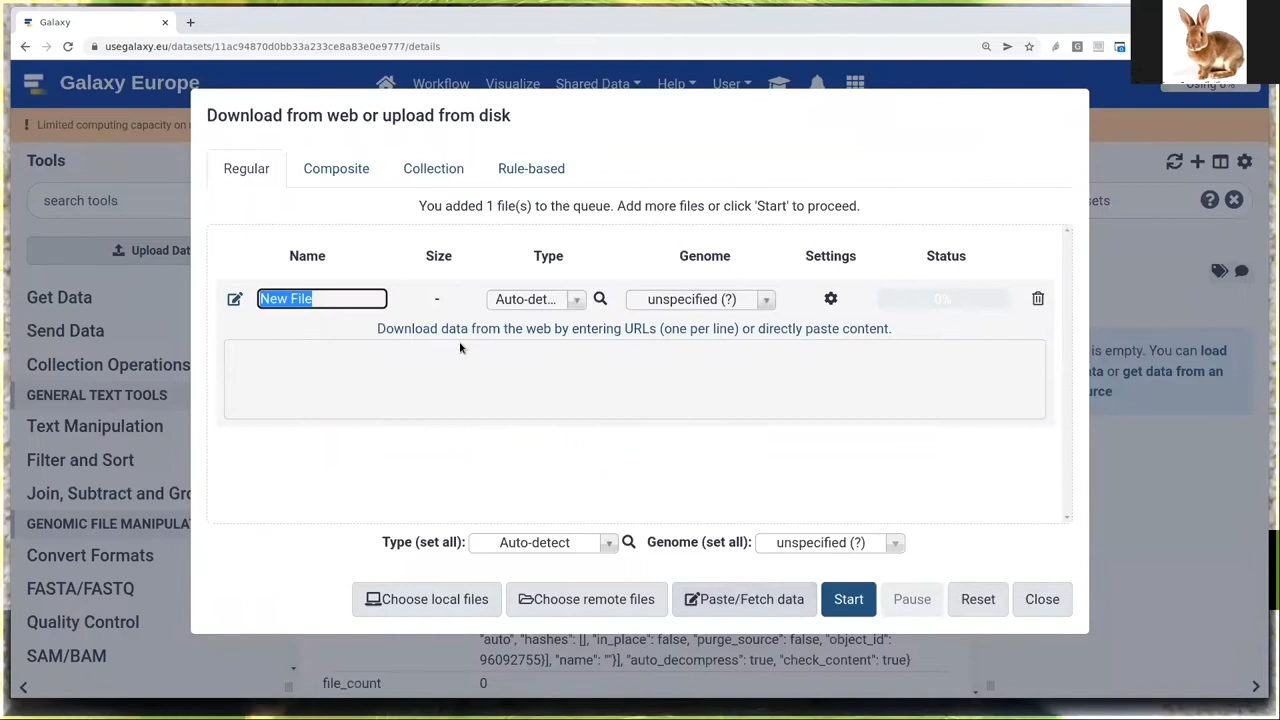 Galaxy
usegalaxy.eu/datasets/11ac94870d0bb33a233ce8a83e0e9777/details
Galaxy Europe
Workflow
Visualize
Shared Data
Help
User
Limited computing capacity on
Tools
search tools
Upload Dat
Get Data
Send Data
Collection Operations
GENERAL TEXT TOOLS
Text Manipulation
Filter and Sort
Join, Subtract and Gro
GENOMIC FILE MANIPULA
Convert Formats
FASTA/FASTQ
Quality Control
SAM/BAM
Download from web or upload from disk
Regular
Composite
Collection
Rule-based
You added 1 file(s) to the queue. Add more files or click 'Start' to proceed.
Name
Size
Type
Genome
Settings
Status
New File
-
Auto-det...
unspecified (?)
0%
Download data from the web by entering URLs (one per line) or directly paste content.
Type (set all):
Auto-detect
Genome (set all):
unspecified (?)
Choose local files
Choose remote files
Paste/Fetch data
Start
Pause
Reset
Close
"auto", "hashes": [], "in_place": false, "purge_source": false, "object_id":
96092755}], "name": ""}], "auto_decompress": true, "check_content": true}
file_count
0
sets
is empty. You can load
ta or get data from an
urce